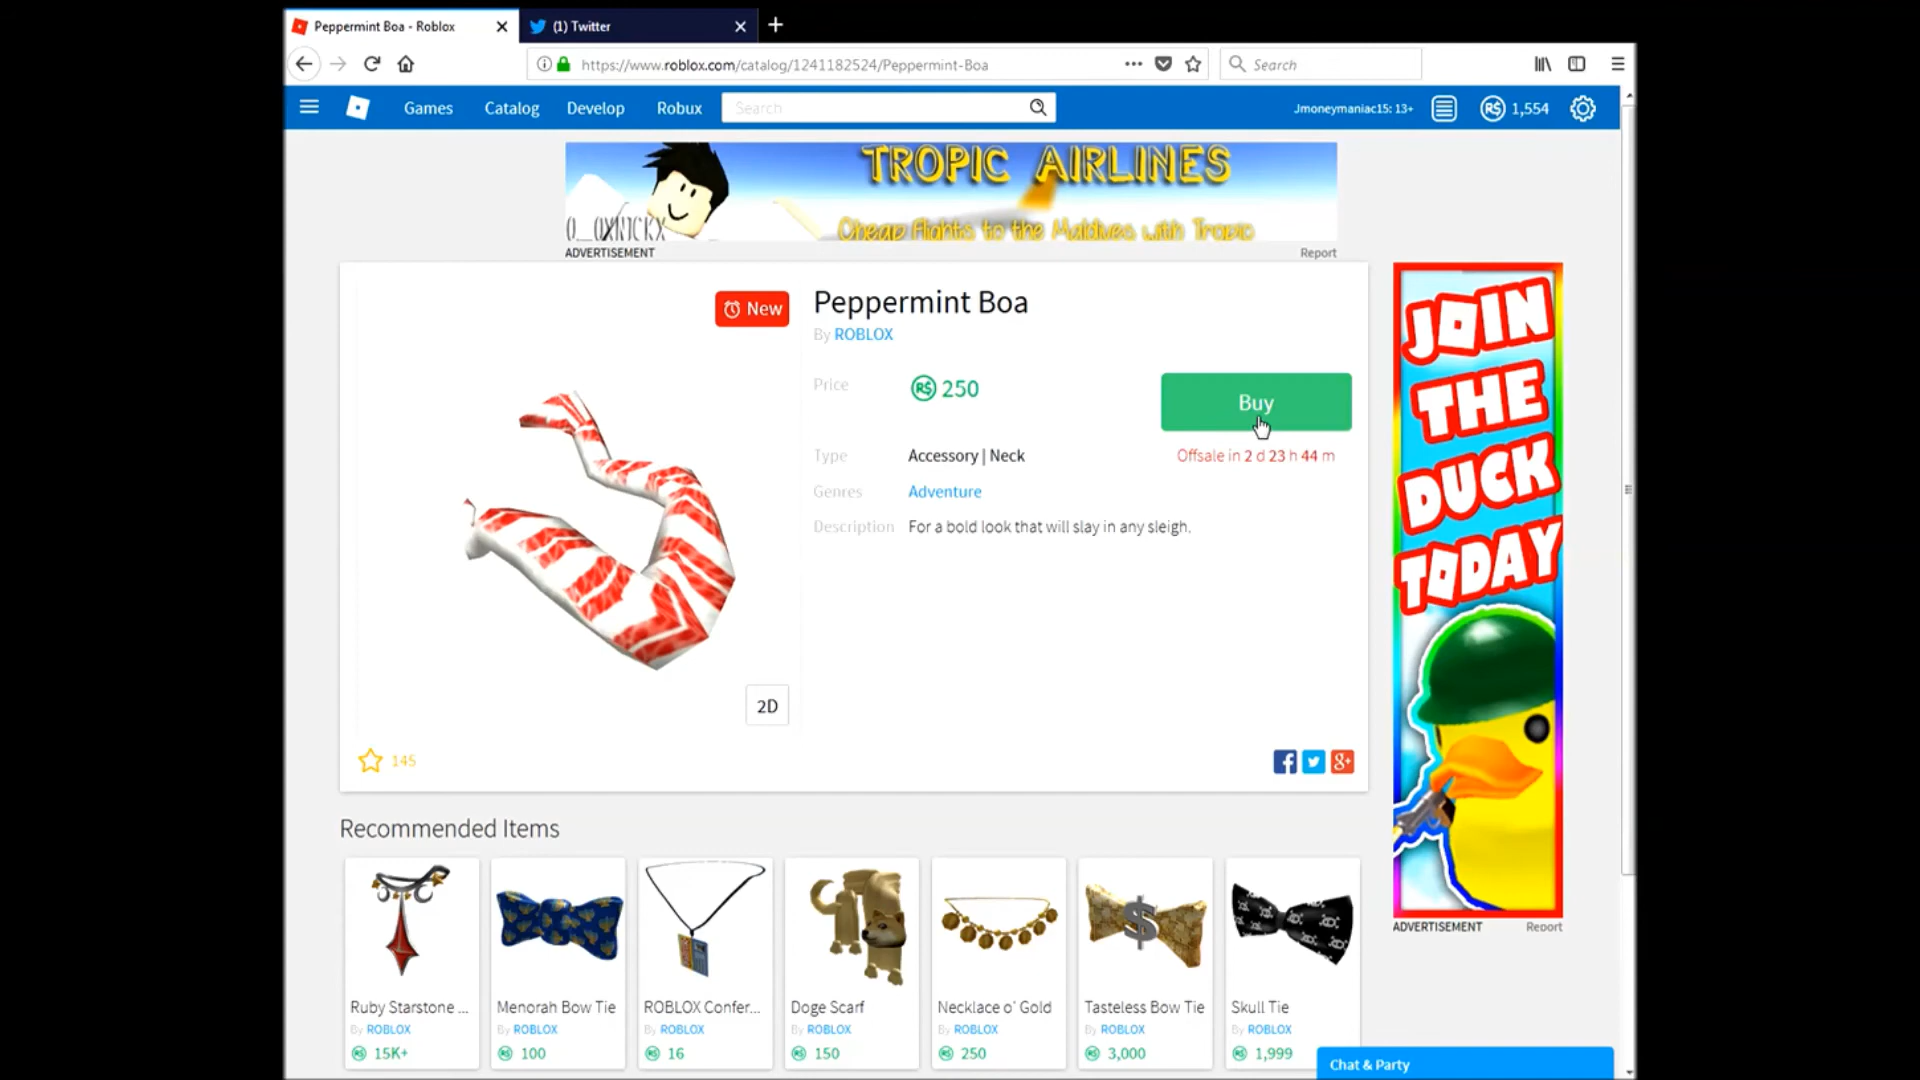 Peppermint Boa - Roblox
(1) Twitter
https://www.roblox.com/catalog/1241182524/Peppermint-Boa
Search
Games
Catalog
Develop
Robux
Search
Jmoneymaniac15: 13+
R$ 1,554
TROPIC AIRLINES
0_OXNICKX
Cheap flights to the Maldives with Tropic
ADVERTISEMENT
Report
New
Peppermint Boa
By ROBLOX
Price
R$ 250
Buy
Offsale in 2 d 23 h 44 m
Type
Accessory | Neck
Genres
Adventure
Description
For a bold look that will slay in any sleigh.
2D
145
JOIN
THE
DUCK
TODAY
ADVERTISEMENT
Report
Recommended Items
Ruby Starstone ...
By ROBLOX
R$ 15K+
Menorah Bow Tie
By ROBLOX
R$ 100
ROBLOX Confer...
By ROBLOX
R$ 16
Doge Scarf
By ROBLOX
R$ 150
Necklace o' Gold
By ROBLOX
R$ 250
Tasteless Bow Tie
By ROBLOX
R$ 3,000
Skull Tie
By ROBLOX
R$ 1,999
Chat & Party